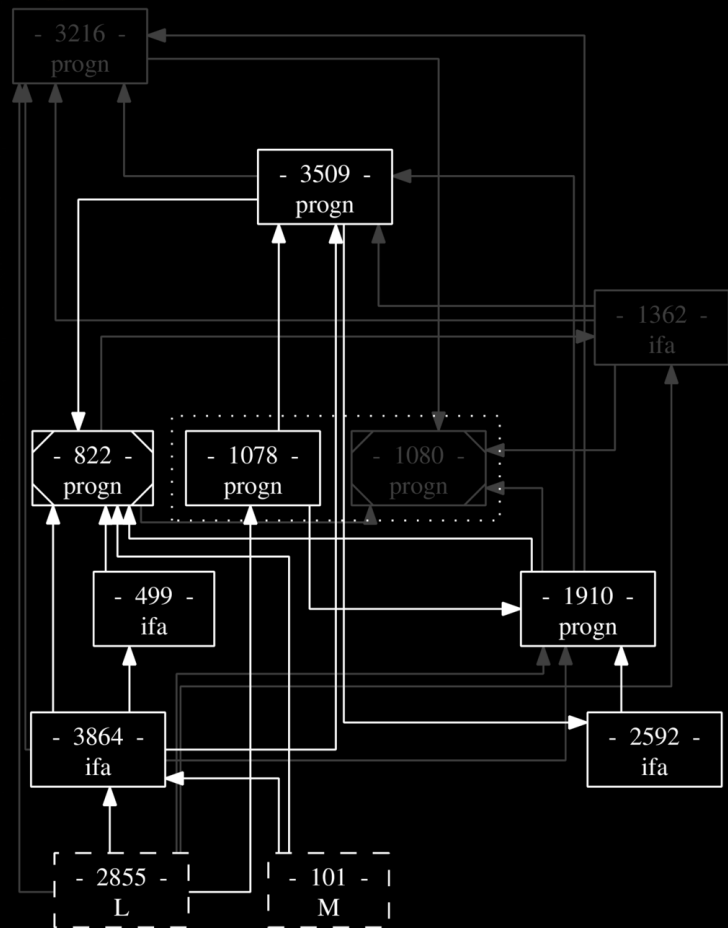 - 3216 -
progn
- 3509 -
progn
- 1362 -
ifa
- 822 -
progn
- 1078 -
progn
- 1080 -
progn
- 499 -
ifa
- 1910 -
progn
- 3864 -
ifa
- 2592 -
ifa
- 2855 -
L
- 101 -
M